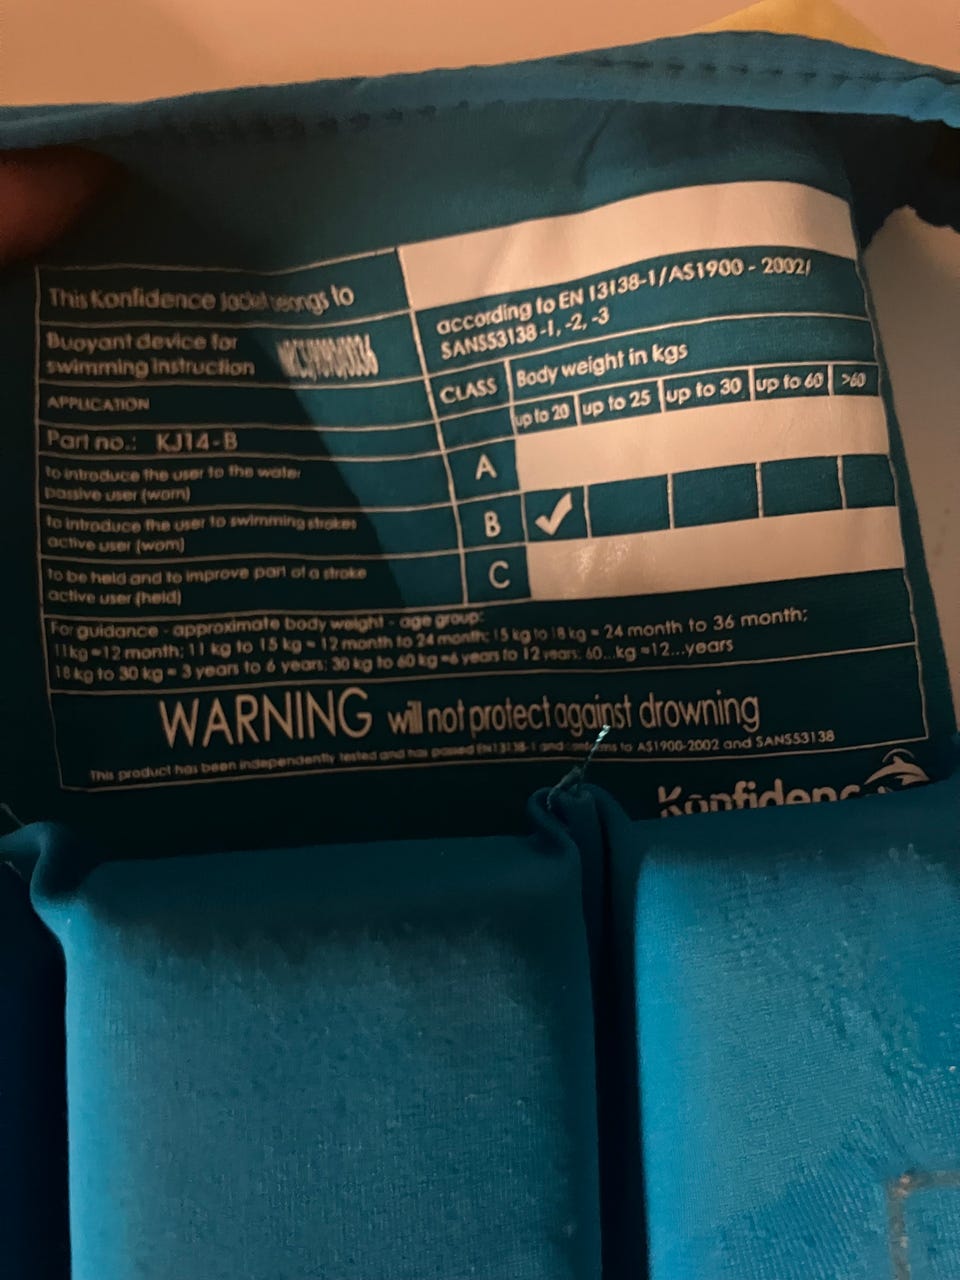 This Konfidence Jacket belongs to
Buoyant device for
swimming instruction
according to EN 13138-1/AS1900 - 2002/
SANS53138 -1, -2, -3
APPLICATION
CLASS
Body weight in kgs
up to 20 up to 25 up to 30 up to 60 >60
Part no.: KJ14-B
to introduce the user to the water
passive user (worn)
A
to introduce the user to swimming strokes
active user (worn)
B ✓
to be held and to improve part of a stroke
active user (held)
C
For guidance - approximate body weight - age group:
11kg =12 month; 11 kg to 15 kg = 12 month to 24 month; 15 kg to 18 kg = 24 month to 36 month;
18 kg to 30 kg = 3 years to 6 years; 30 kg to 60 kg =6 years to 12 years; 60...kg =12...years
WARNING will not protect against drowning
This product has been independently tested and has passed EN13138-1 and conforms to AS1900-2002 and SANS53138
Konfidenc